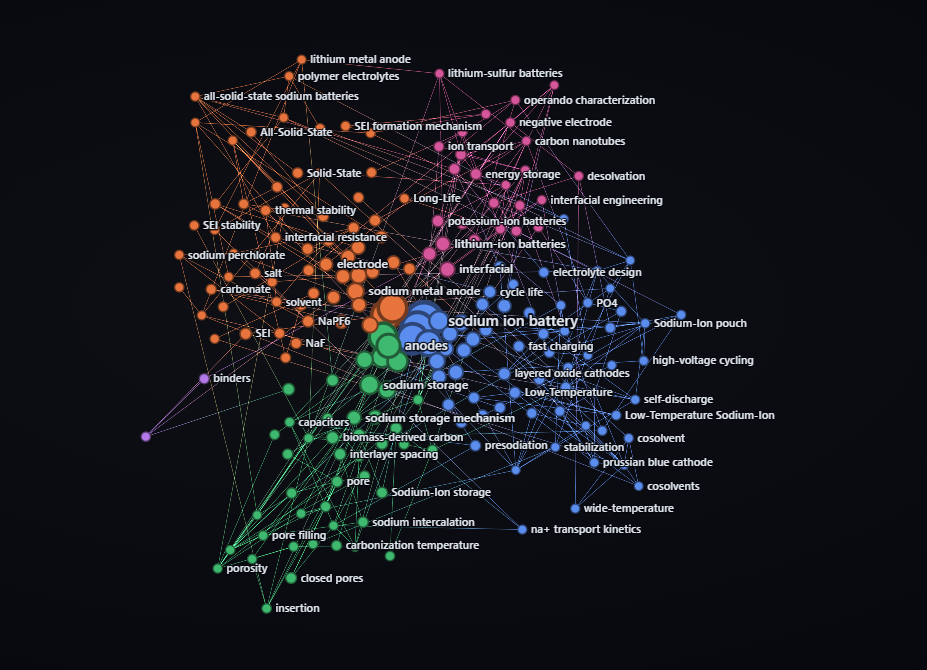 lithium metal anode
polymer electrolytes
lithium-sulfur batteries
all-solid-state sodium batteries
operando characterization
SEI formation mechanism
negative electrode
All-Solid-State
carbon nanotubes
ion transport
Solid-State
energy storage
desolvation
Long-Life
interfacial engineering
thermal stability
SEI stability
potassium-ion batteries
interfacial resistance
lithium-ion batteries
sodium perchlorate
electrode
interfacial
salt
electrolyte design
carbonate
sodium metal anode
cycle life
solvent
PO4
NaPF6
sodium ion battery
Sodium-Ion pouch
SEI
NaF
anodes
fast charging
high-voltage cycling
binders
layered oxide cathodes
sodium storage
Low-Temperature
self-discharge
capacitors
sodium storage mechanism
Low-Temperature Sodium-Ion
biomass-derived carbon
presodiation
cosolvent
interlayer spacing
stabilization
prussian blue cathode
pore
Sodium-Ion storage
cosolvents
wide-temperature
sodium intercalation
na+ transport kinetics
pore filling
carbonization temperature
porosity
closed pores
insertion